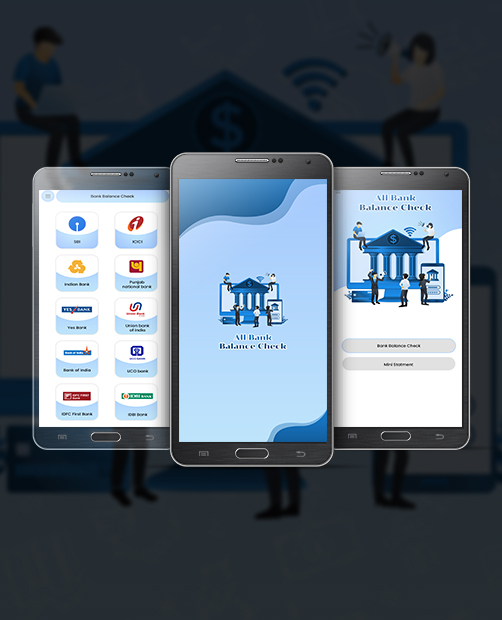 Bank Balance Check
SBI
ICICI
Indian Bank
Punjab
national bank
YES BANK
Yes Bank
Union bank
of india
Bank of India
UCO bank
IDFC First Bank
IDBI Bank
All Bank
Balance Check
All Bank
Balance Check
Bank Balance Check
Mini Statment